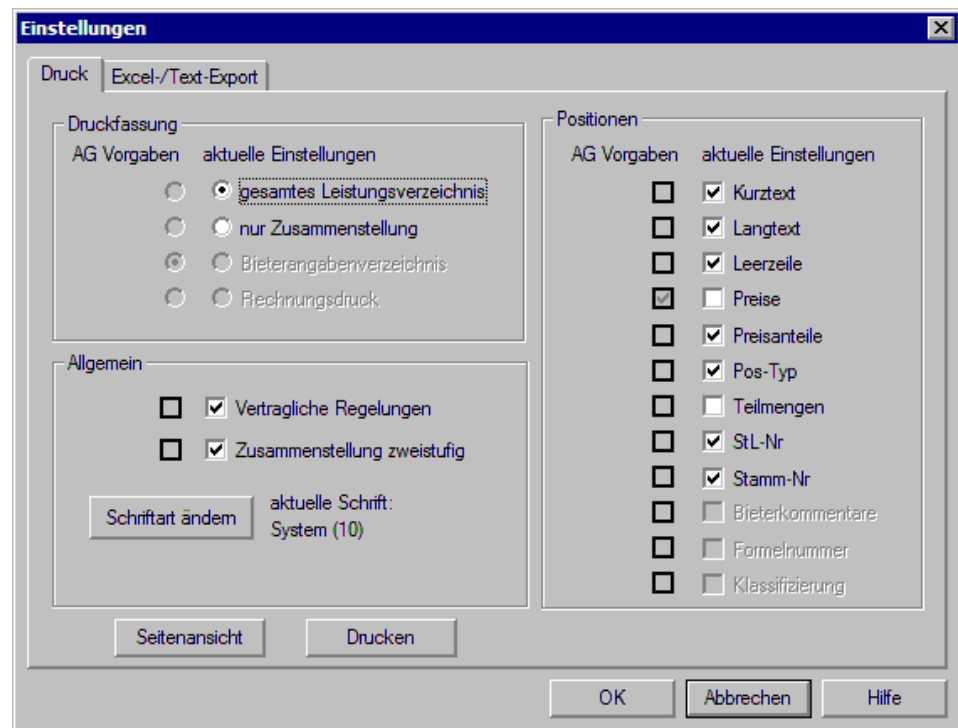 Einstellungen
Druck
Excel-/Text-Export
Druckfassung
AG Vorgaben aktuelle Einstellungen
gesamtes Leistungsverzeichnis
nur Zusammenstellung
Bieterangabenverzeichnis
Rechnungsdruck
Allgemein
Vertragliche Regelungen
Zusammenstellung zweistufig
Schriftart ändern
aktuelle Schrift:
System (10)
Seitenansicht
Drucken
Positionen
AG Vorgaben aktuelle Einstellungen
Kurztext
Langtext
Leerzeile
Preise
Preisanteile
Pos-Typ
Teilmengen
StL-Nr
Stamm-Nr
Bieterkommentare
Formelnummer
Klassifizierung
OK
Abbrechen
Hilfe